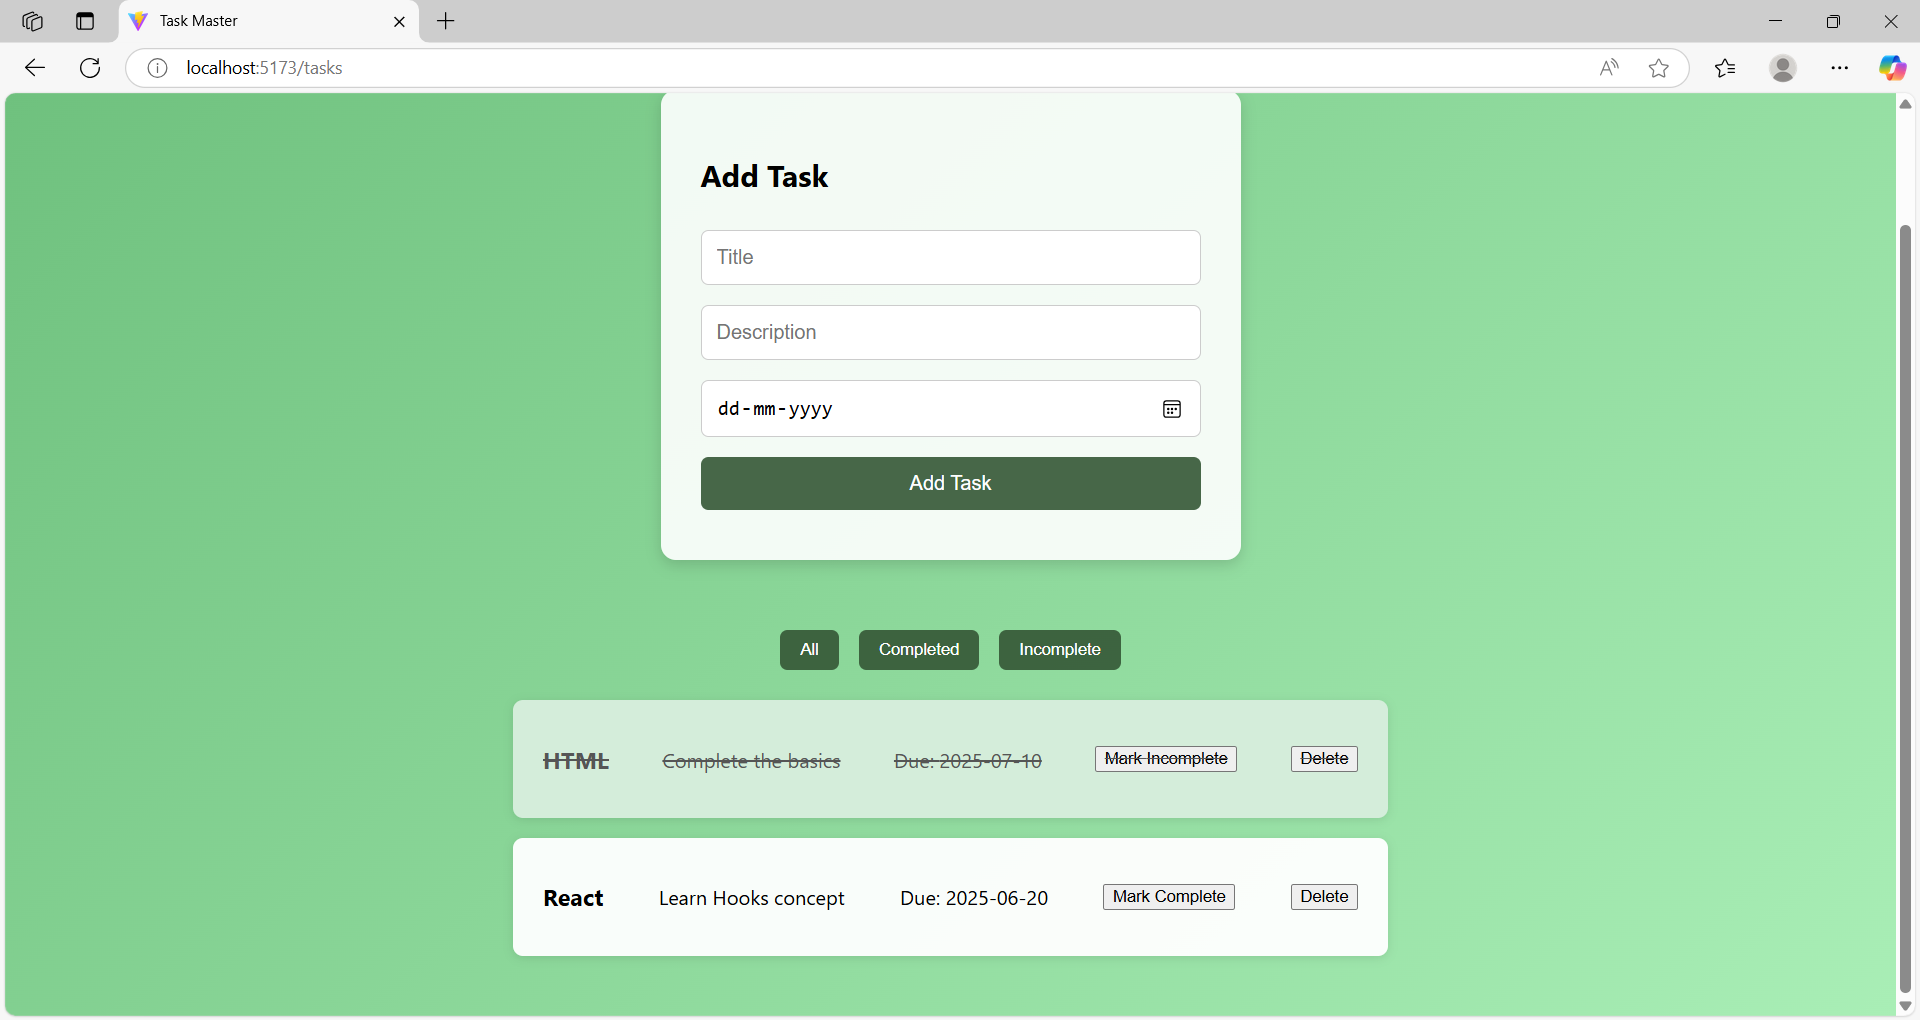 Task Master
localhost:5173/tasks
Add Task
Title
Description
dd-mm-yyyy
Add Task
All Completed Incomplete
HTML Complete the basics Due: 2025-07-10 Mark Incomplete Delete
React Learn Hooks concept Due: 2025-06-20 Mark Complete Delete